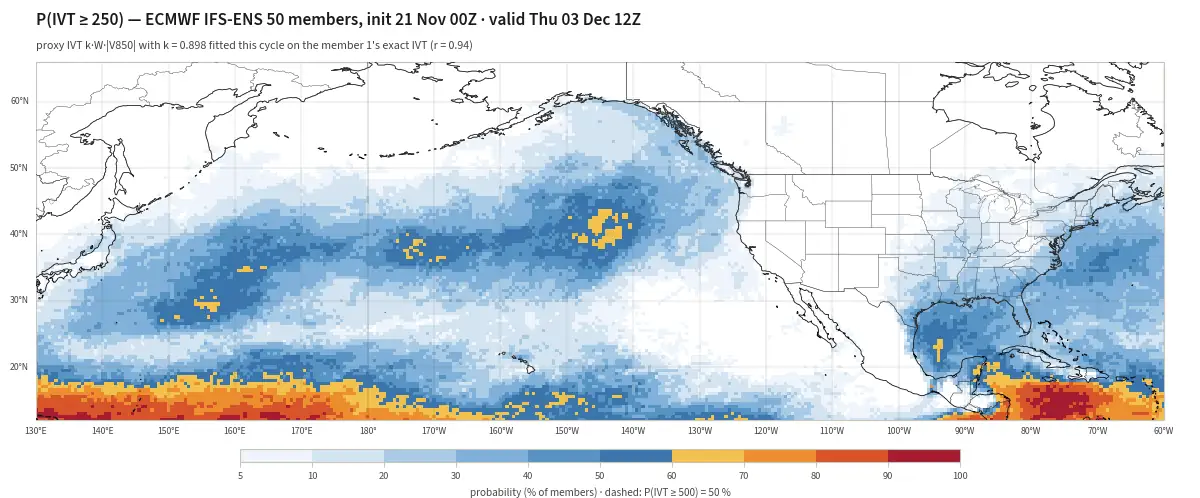 P(IVT ≥ 250) — ECMWF IFS-ENS 50 members, init 21 Nov 00Z · valid Thu 03 Dec 12Z
proxy IVT k·W·|V850| with k = 0.898 fitted this cycle on the member 1's exact IVT (r = 0.94)
60°N
50°N
40°N
30°N
20°N
130°E 140°E 150°E 160°E 170°E 180° 170°W 160°W 150°W 140°W 130°W 120°W 110°W 100°W 90°W 80°W 70°W 60°W
5 10 20 30 40 50 60 70 80 90 100
probability (% of members) · dashed: P(IVT ≥ 500) = 50 %